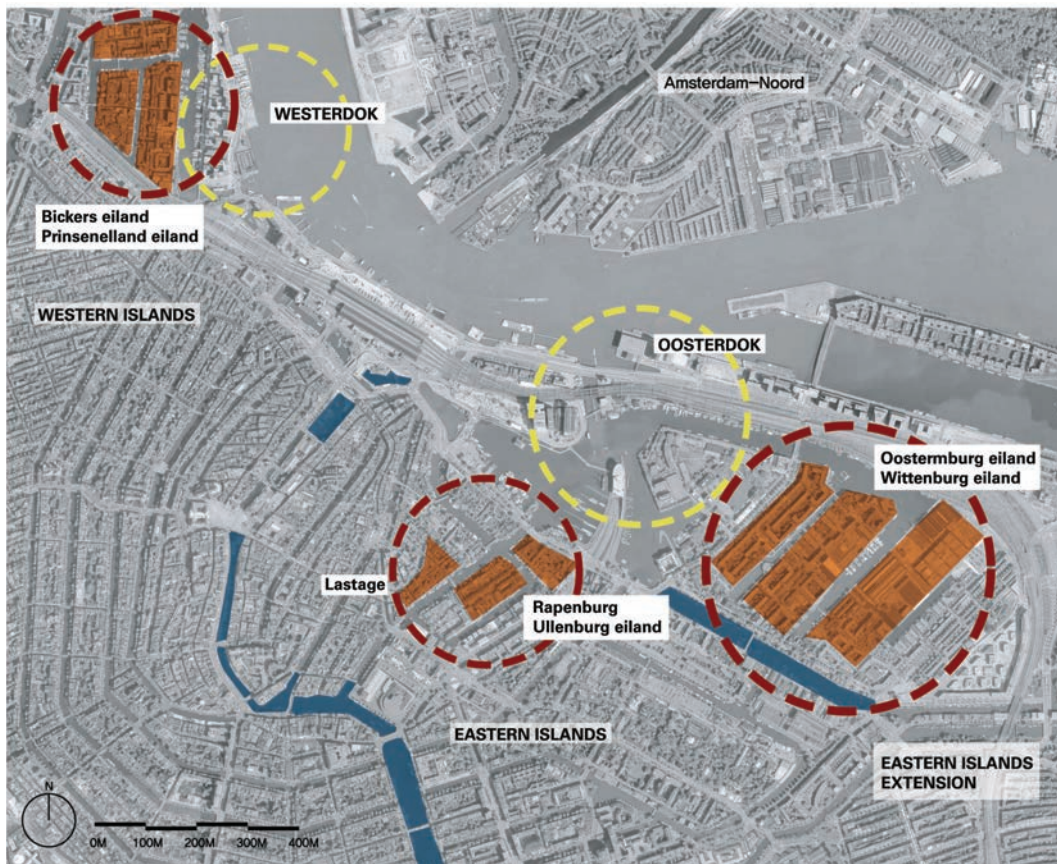 Amsterdam-Noord
WESTERDOK
Bickers eiland
Prinsenelland eiland
WESTERN ISLANDS
OOSTERDOK
Oostermburg eiland
Wittenburg eiland
Lastage
Rapenburg
Ullenburg eiland
EASTERN ISLANDS
EASTERN ISLANDS
EXTENSION
N
0M 100M 200M 300M 400M